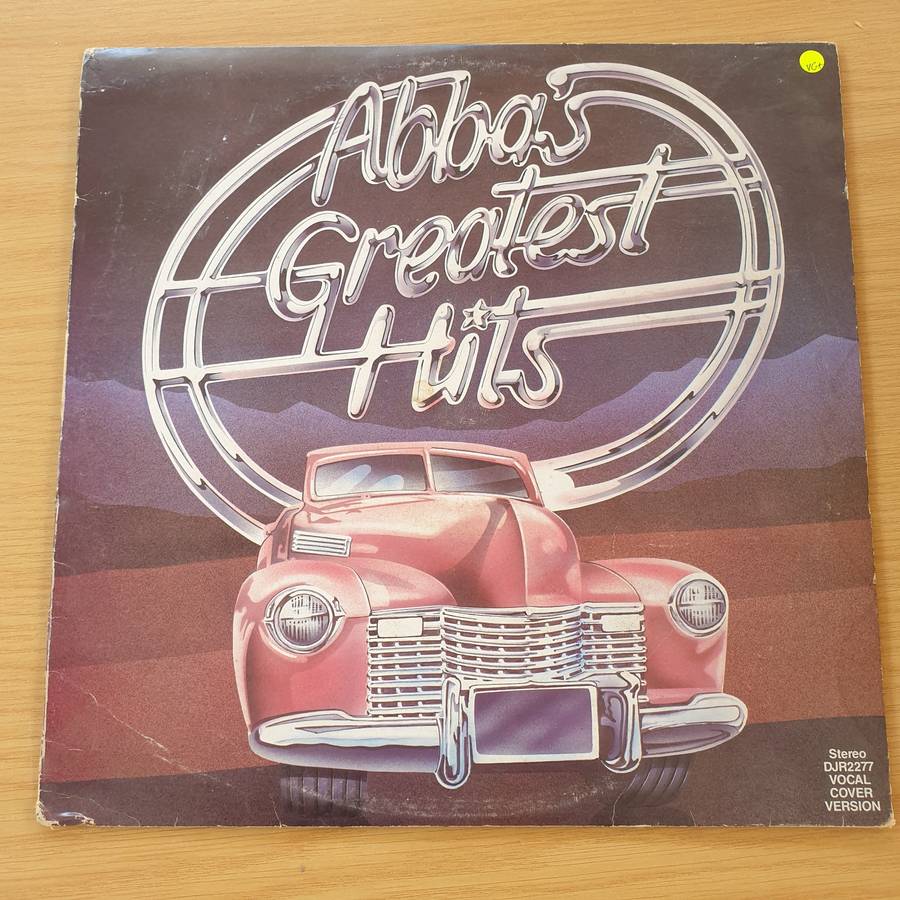 VG+
Abba's
Greatest
Hits
Stereo
DJR2277
VOCAL
COVER
VERSION